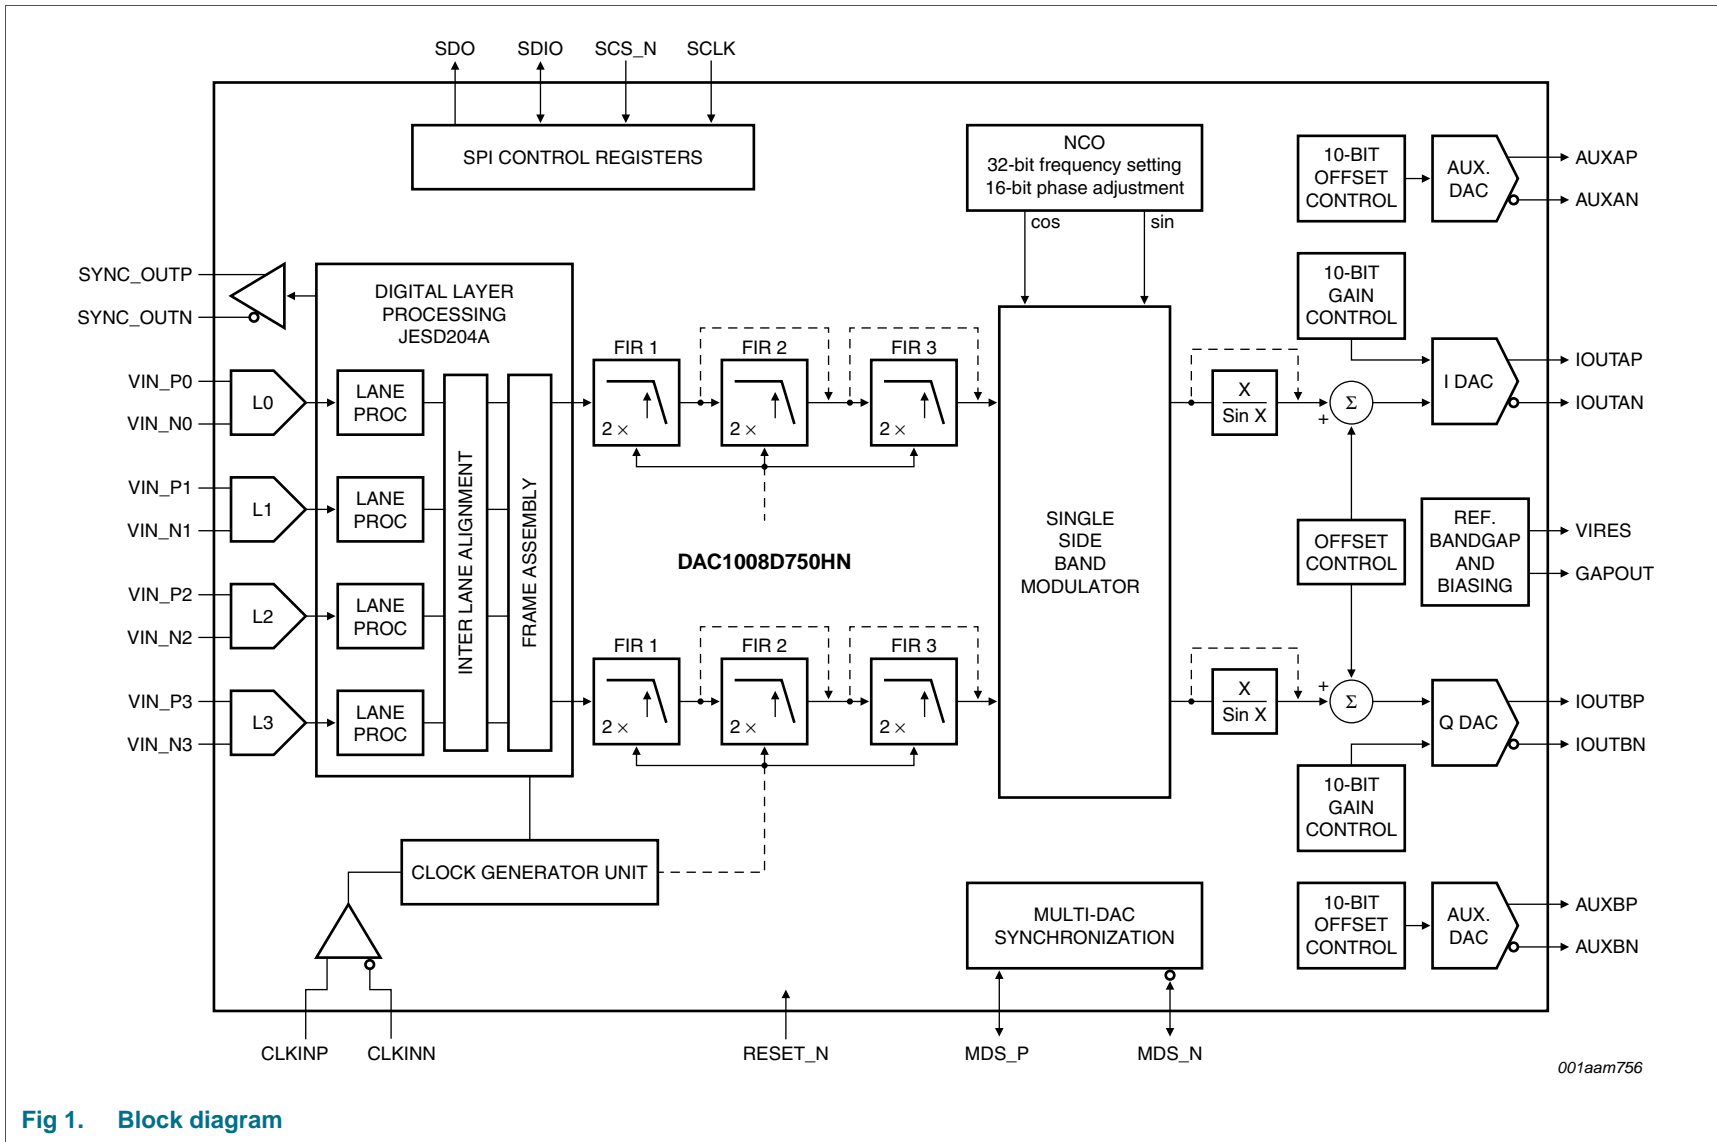 SDO
SDIO
SCS_N
SCLK
SPI CONTROL REGISTERS
NCO
32-bit frequency setting
16-bit phase adjustment
cos
sin
10-BIT
OFFSET
CONTROL
AUX.
DAC
AUXAP
AUXAN
SYNC_OUTP
SYNC_OUTN
DIGITAL LAYER
PROCESSING
JESD204A
10-BIT
GAIN
CONTROL
VIN_P0
VIN_N0
L0
LANE
PROC
FIR 1
2 ×
FIR 2
2 ×
FIR 3
2 ×
X
Sin X
+
Σ
I DAC
IOUTAP
IOUTAN
VIN_P1
VIN_N1
L1
LANE
PROC
INTER LANE ALIGNMENT
FRAME ASSEMBLY
DAC1008D750HN
SINGLE
SIDE
BAND
MODULATOR
OFFSET
CONTROL
REF.
BANDGAP
AND
BIASING
VIRES
GAPOUT
VIN_P2
VIN_N2
L2
LANE
PROC
VIN_P3
VIN_N3
L3
LANE
PROC
FIR 1
2 ×
FIR 2
2 ×
FIR 3
2 ×
X
Sin X
+
Σ
Q DAC
IOUTBP
IOUTBN
10-BIT
GAIN
CONTROL
CLOCK GENERATOR UNIT
MULTI-DAC
SYNCHRONIZATION
10-BIT
OFFSET
CONTROL
AUX.
DAC
AUXBP
AUXBN
CLKINP
CLKINN
RESET_N
MDS_P
MDS_N
001aam756
Fig 1. Block diagram